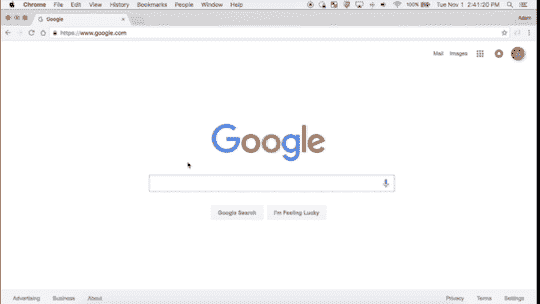 Chrome File Edit View History Bookmarks People Window Help 100% Tue Nov 1 2:41:20 PM
Google Adam
https://www.google.com
Mail Images
Google
Google Search I'm Feeling Lucky
Advertising Business About Privacy Terms Settings